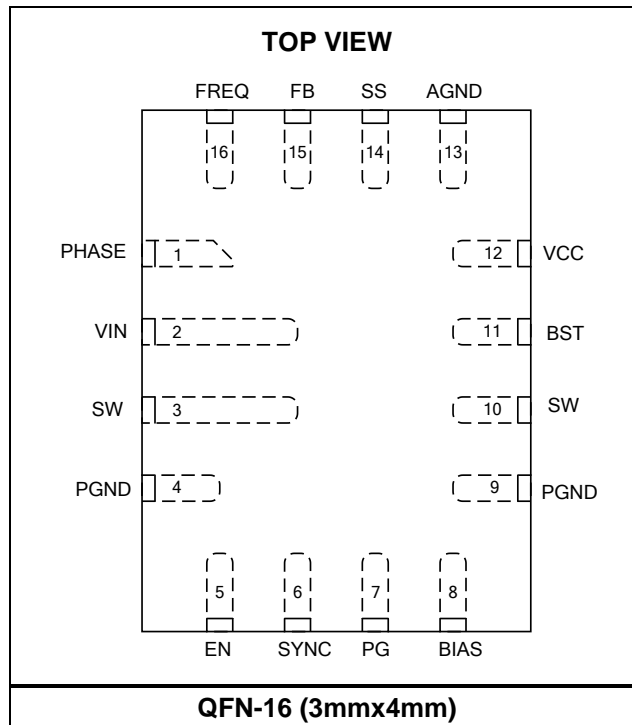 TOP VIEW
FREQ FB SS AGND
16 15 14 13
PHASE 1 12 VCC
VIN 2 11 BST
SW 3 10 SW
PGND 4 9 PGND
5 6 7 8
EN SYNC PG BIAS
QFN-16 (3mmx4mm)